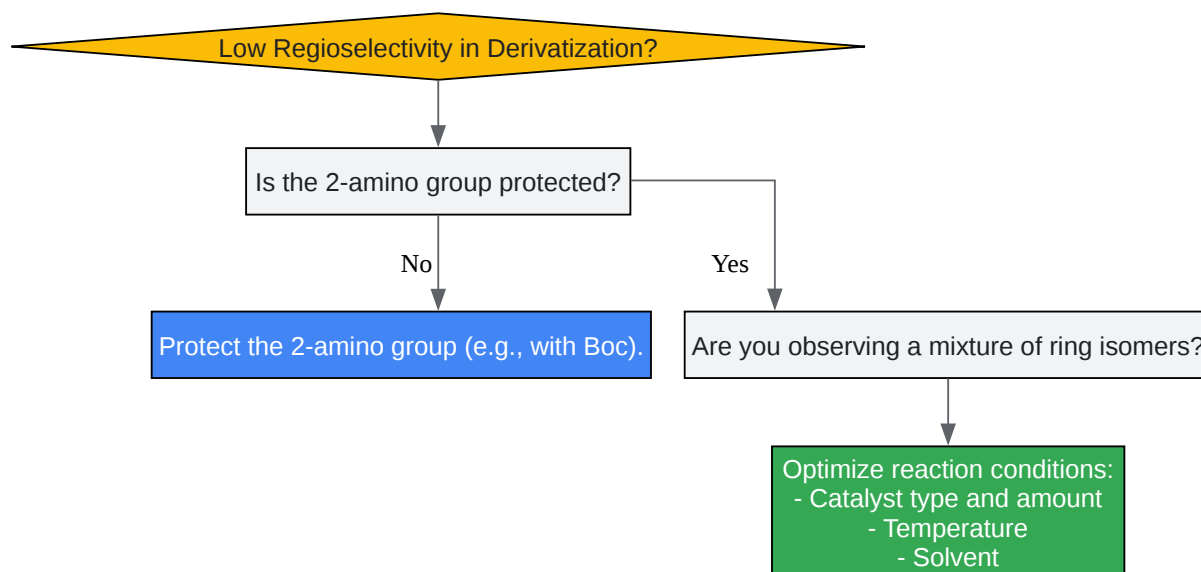 Low Regioselectivity in Derivatization?
Is the 2-amino group protected?
No
Yes
Protect the 2-amino group (e.g., with Boc).
Are you observing a mixture of ring isomers?
Optimize reaction conditions:
- Catalyst type and amount
- Temperature
- Solvent